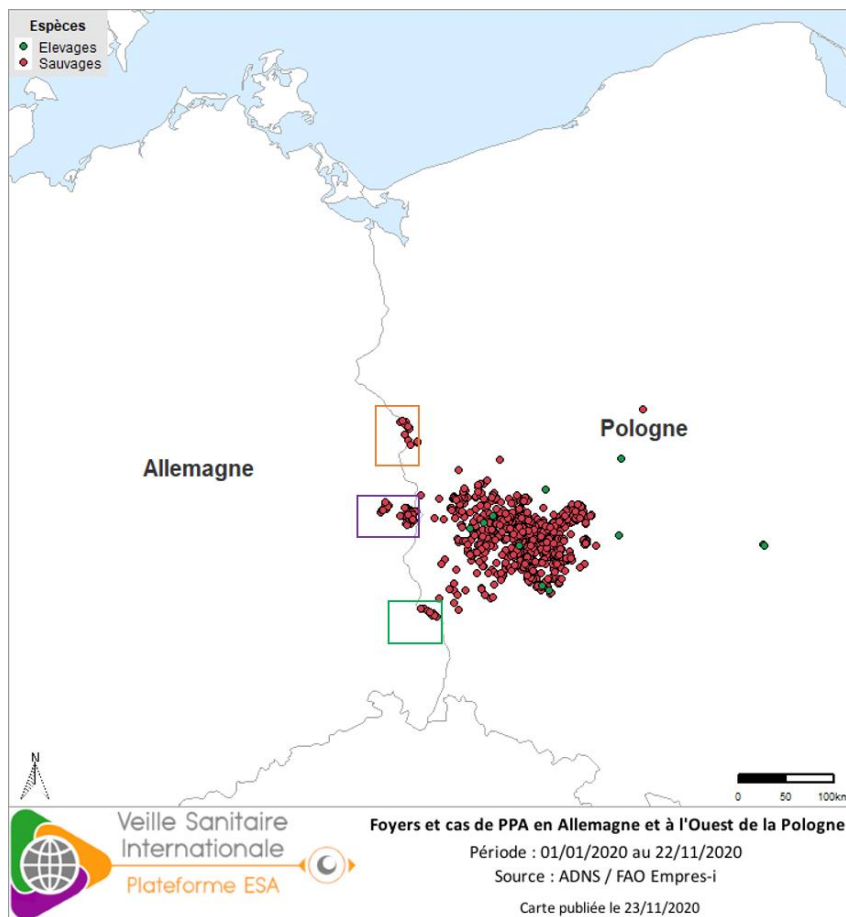 Espèces
Elevages
Sauvages
Pologne
Allemagne
N
0 50 100km
Veille Sanitaire
Internationale
Plateforme ESA
Foyers et cas de PPA en Allemagne et à l'Ouest de la Pologne
Période : 01/01/2020 au 22/11/2020
Source : ADNS / FAO Empres-i
Carte publiée le 23/11/2020